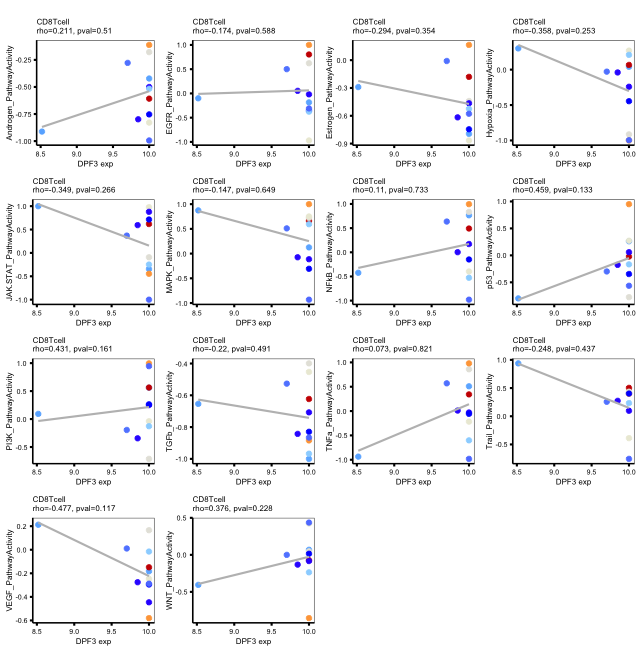 CD8Tcell
rho=0.211, pval=0.51
Androgen_PathwayActivity
-0.25
-0.50
-0.75
-1.00
8.5 9.0 9.5 10.0
DPF3 exp
CD8Tcell
rho=-0.174, pval=0.588
EGFR_PathwayActivity
1.0
0.5
0.0
-0.5
-1.0
8.5 9.0 9.5 10.0
DPF3 exp
CD8Tcell
rho=-0.294, pval=0.354
Estrogen_PathwayActivity
0.0
-0.3
-0.6
-0.9
8.5 9.0 9.5 10.0
DPF3 exp
CD8Tcell
rho=-0.358, pval=0.253
Hypoxia_PathwayActivity
0.0
-0.5
-1.0
8.5 9.0 9.5 10.0
DPF3 exp
CD8Tcell
rho=-0.349, pval=0.266
JAK-STAT_PathwayActivity
1.0
0.5
0.0
-0.5
-1.0
8.5 9.0 9.5 10.0
DPF3 exp
CD8Tcell
rho=-0.147, pval=0.649
MAPK_PathwayActivity
1.0
0.5
0.0
-0.5
-1.0
8.5 9.0 9.5 10.0
DPF3 exp
CD8Tcell
rho=0.11, pval=0.733
NFkB_PathwayActivity
1.0
0.5
0.0
-0.5
-1.0
8.5 9.0 9.5 10.0
DPF3 exp
CD8Tcell
rho=0.459, pval=0.133
p53_PathwayActivity
1.0
0.5
0.0
-0.5
8.5 9.0 9.5 10.0
DPF3 exp
CD8Tcell
rho=0.431, pval=0.161
PI3K_PathwayActivity
1.0
0.5
0.0
-0.5
8.5 9.0 9.5 10.0
DPF3 exp
CD8Tcell
rho=-0.22, pval=0.491
TGFb_PathwayActivity
-0.4
-0.6
-0.8
-1.0
8.5 9.0 9.5 10.0
DPF3 exp
CD8Tcell
rho=0.073, pval=0.821
TNFa_PathwayActivity
1.0
0.5
0.0
-0.5
-1.0
8.5 9.0 9.5 10.0
DPF3 exp
CD8Tcell
rho=-0.248, pval=0.437
Trail_PathwayActivity
0.5
0.0
-0.5
8.5 9.0 9.5 10.0
DPF3 exp
CD8Tcell
rho=-0.477, pval=0.117
VEGF_PathwayActivity
0.2
0.0
-0.2
-0.4
-0.6
8.5 9.0 9.5 10.0
DPF3 exp
CD8Tcell
rho=0.376, pval=0.228
WNT_PathwayActivity
0.5
0.0
-0.5
8.5 9.0 9.5 10.0
DPF3 exp